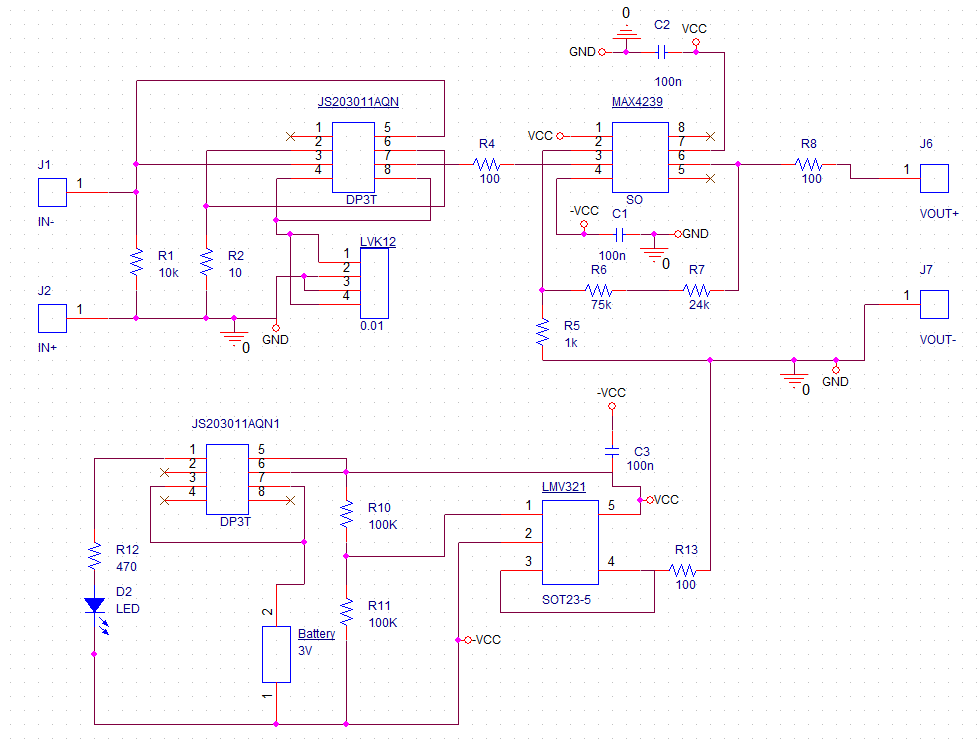 0
C2
VCC
GND
100n
JS203011AQN
1
2
3
4
5
6
7
8
DP3T
R4
100
MAX4239
VCC
1
2
3
4
8
7
6
5
SO
R8
100
J6
1
VOUT+
J1
1
IN-
-VCC
C1
GND
100n
0
LVK12
1
2
3
4
0.01
R1
10k
R2
10
R6
75k
R7
24k
J7
1
VOUT-
J2
1
IN+
0
GND
R5
1k
0
GND
-VCC
JS203011AQN1
1
2
3
4
5
6
7
8
DP3T
C3
100n
LMV321
1
2
3
5
4
VCC
SOT23-5
R10
100K
R12
470
R13
100
D2
LED
R11
100K
2
Battery
3V
1
-VCC